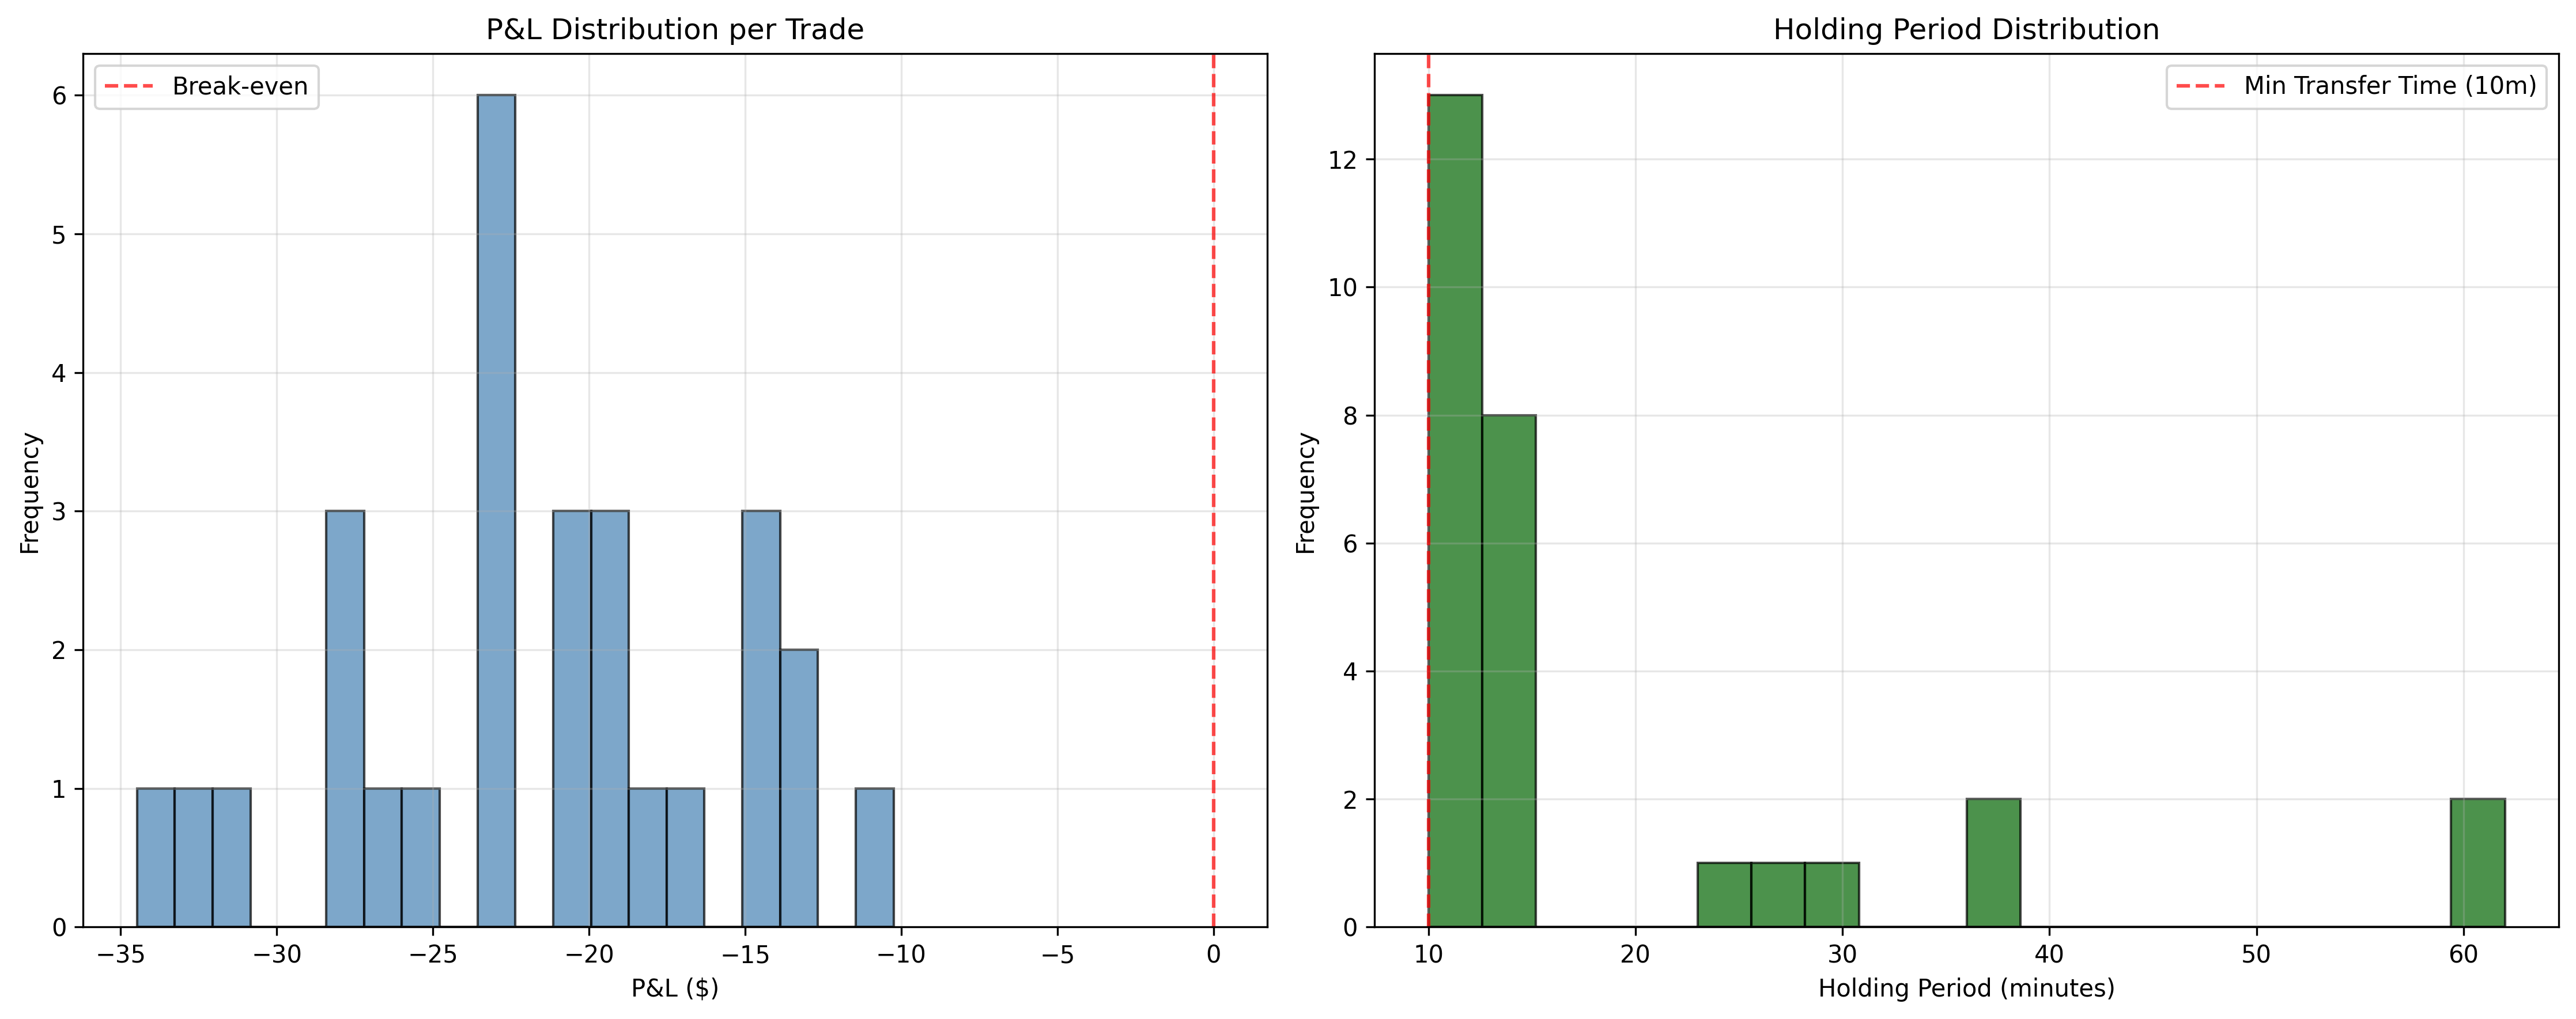 P&L Distribution per Trade
Break-even
6
5
4
3
2
1
0
Frequency
−35 −30 −25 −20 −15 −10 −5 0
P&L ($)
Holding Period Distribution
Min Transfer Time (10m)
12
10
8
6
4
2
0
Frequency
10 20 30 40 50 60
Holding Period (minutes)